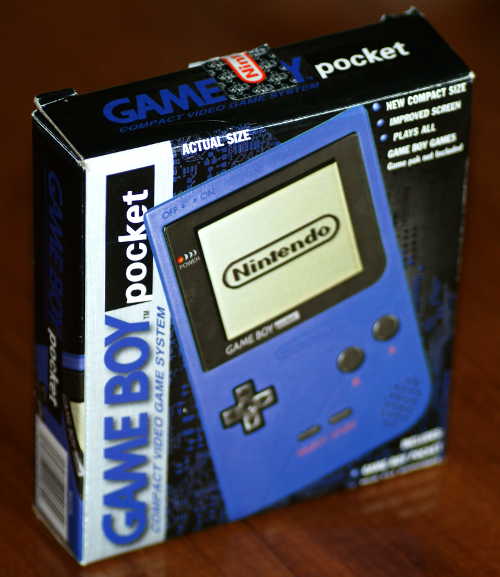 GAME BOY pocket
COMPACT VIDEO GAME SYSTEM
Nintendo
ACTUAL SIZE
NEW COMPACT SIZE
IMPROVED SCREEN
PLAYS ALL
GAME BOY GAMES
Game pak not included
OFF ON
POWER
Nintendo
GAME BOY pocket
GAME BOY pocket
TM
COMPACT VIDEO GAME SYSTEM
GAME BOY pocket